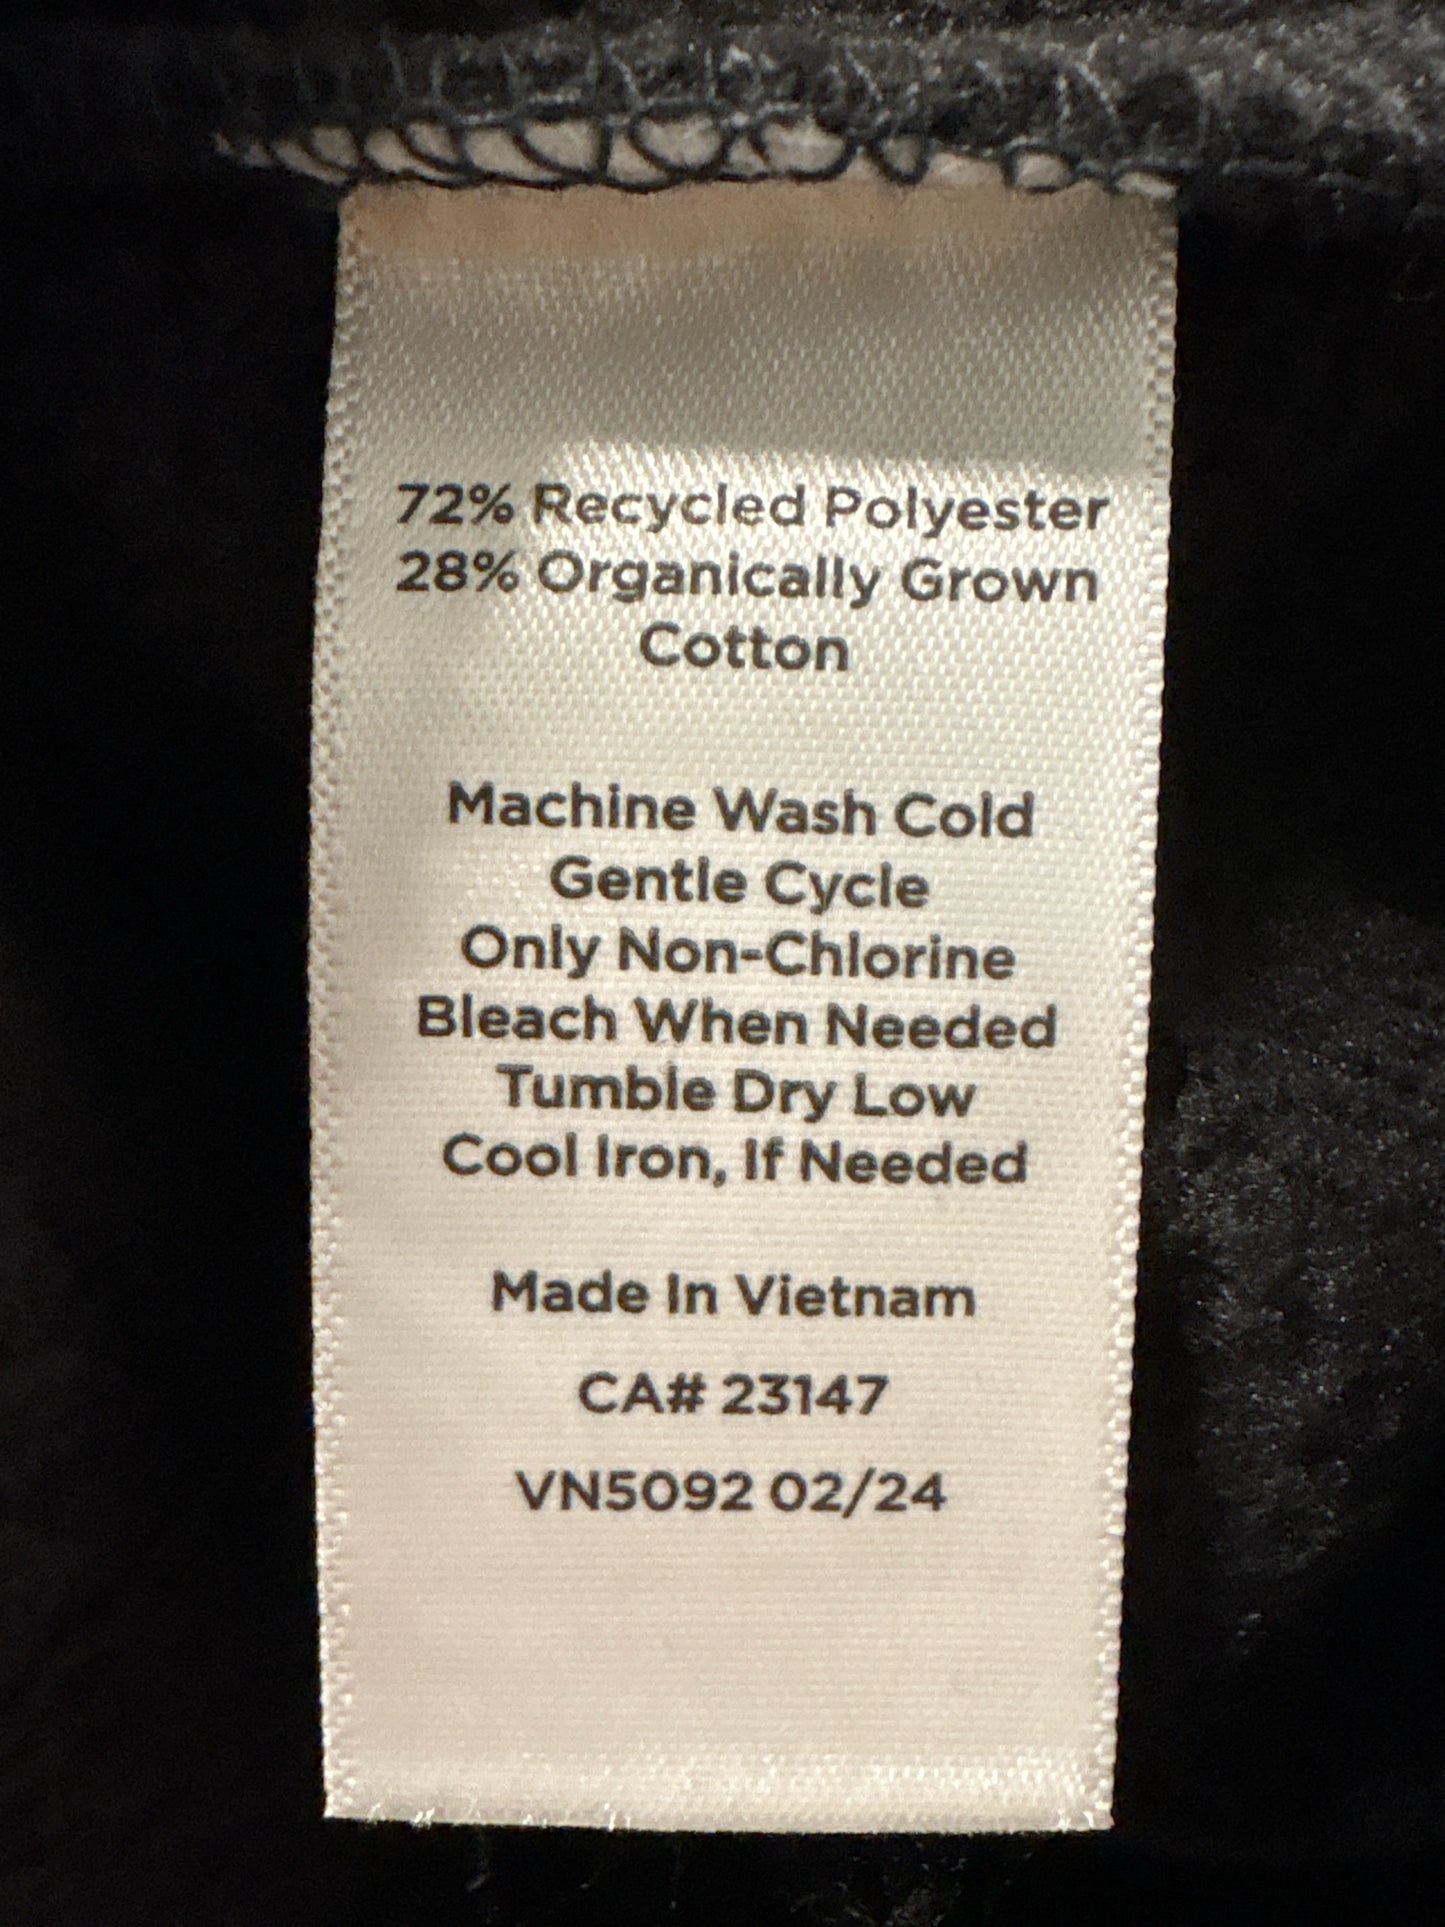 72% Recycled Polyester
28% Organically Grown
Cotton
Machine Wash Cold
Gentle Cycle
Only Non-Chlorine
Bleach When Needed
Tumble Dry Low
Cool Iron, If Needed
Made In Vietnam
CA# 23147
VN5092 02/24